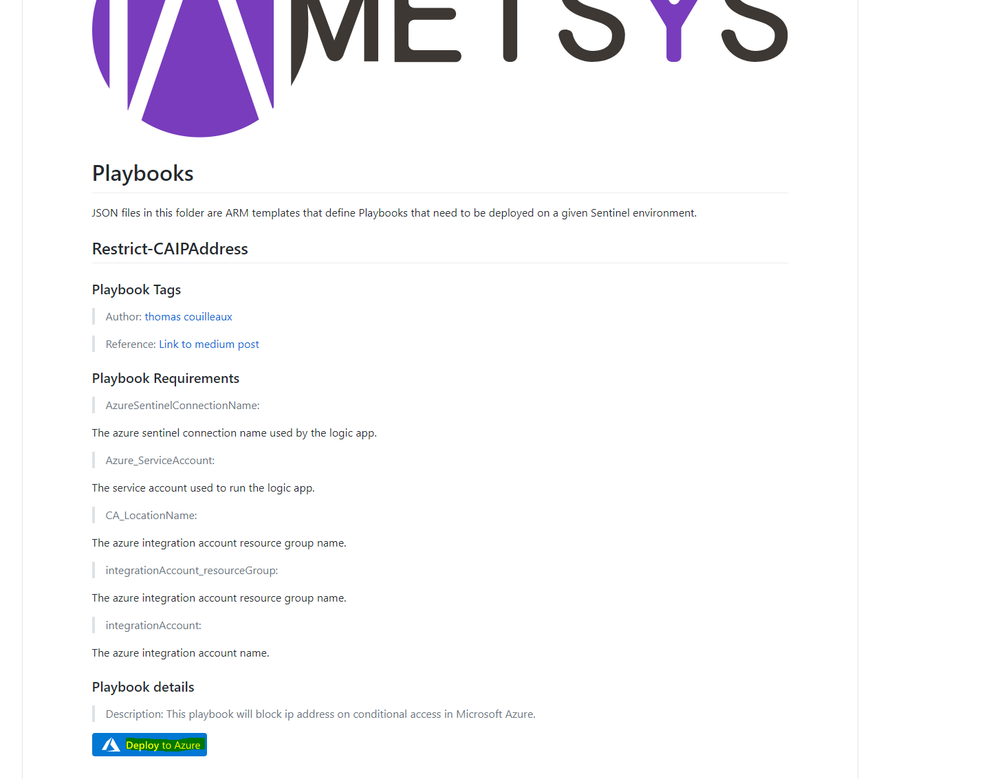 METSYS
Playbooks
JSON files in this folder are ARM templates that define Playbooks that need to be deployed on a given Sentinel environment.
Restrict-CAIPAddress
Playbook Tags
Author: thomas couilleaux
Reference: Link to medium post
Playbook Requirements
AzureSentinelConnectionName:
The azure sentinel connection name used by the logic app.
Azure_ServiceAccount:
The service account used to run the logic app.
CA_LocationName:
The azure integration account resource group name.
integrationAccount_resourceGroup:
The azure integration account resource group name.
integrationAccount:
The azure integration account name.
Playbook details
Description: This playbook will block ip address on conditional access in Microsoft Azure.
Deploy to Azure